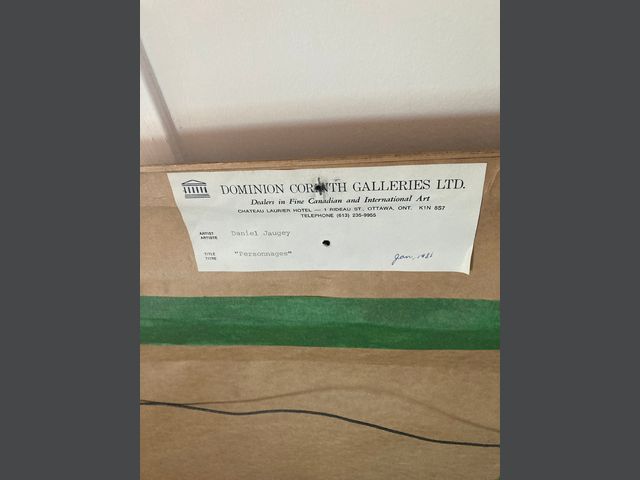 DOMINION CORINTH GALLERIES LTD.
Dealers in Fine Canadian and International Art
CHATEAU LAURIER HOTEL — 1 RIDEAU ST., OTTAWA, ONT. K1N 8S7
TELEPHONE (613) 235-9955
ARTIST
ARTISTE
Daniel Jaugey
TITLE
TITRE
"Personnages"
Jan, 1981